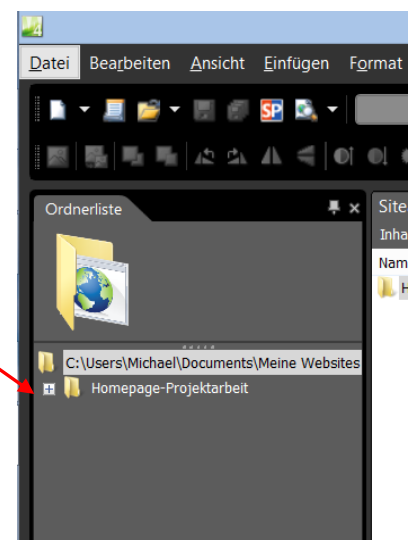 Datei Bearbeiten Ansicht Einfügen Format
SP
Ordnerliste
Site
Inha
Nam
H
C:\Users\Michael\Documents\Meine Websites
Homepage-Projektarbeit